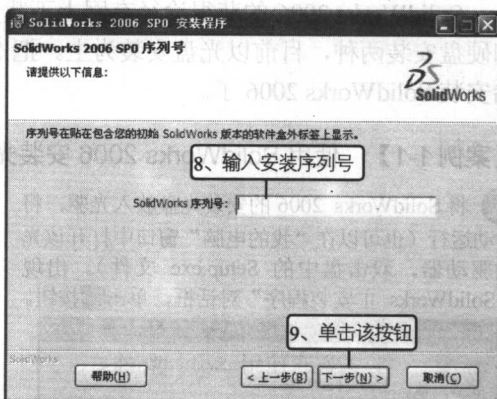 SolidWorks 2006 SP0 安装程序
SolidWorks 2006 SP0 序列号
请提供以下信息:
SolidWorks
序列号在贴在包含您的初始 SolidWorks 版本的软件盒外标签上显示。
8、输入安装序列号
SolidWorks 序列号:
9、单击该按钮
SolidWorks
帮助(H)
< 上一步(B)
下一步(N) >
取消(C)